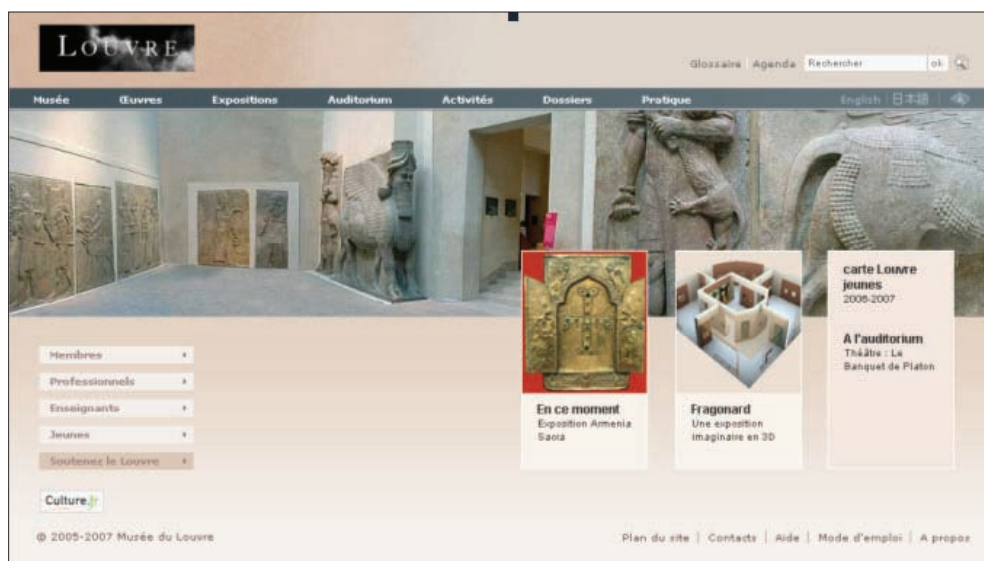 LOUVRE
Glossaire Agenda Rechercher ok
Musée Œuvres Expositions Auditorium Activités Dossiers Pratique English 日本語
carte Louvre
jeunes
2006-2007
A l'auditorium
Théâtre : Le
Banquet de Platon
En ce moment
Exposition Armenia
Sacra
Fragonard
Une exposition
imaginaire en 3D
Membres
Professionnels
Enseignants
Jeunes
Soutenez le Louvre
Culture.fr
© 2005-2007 Musée du Louvre
Plan du site | Contacts | Aide | Mode d'emploi | A propos